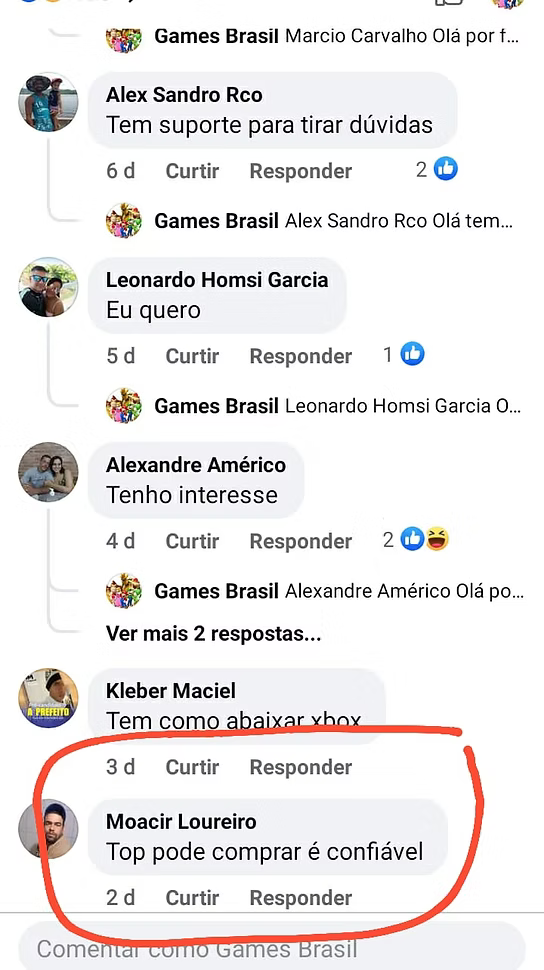 Games Brasil Marcio Carvalho Olá por f...
Alex Sandro Rco
Tem suporte para tirar dúvidas
6 d Curtir Responder 2
Games Brasil Alex Sandro Rco Olá tem...
Leonardo Homsi Garcia
Eu quero
5 d Curtir Responder 1
Games Brasil Leonardo Homsi Garcia O...
Alexandre Américo
Tenho interesse
4 d Curtir Responder 2
Games Brasil Alexandre Américo Olá po...
Ver mais 2 respostas...
Kleber Maciel
A PREFEITO
Tem como abaixar xbox
3 d Curtir Responder
Moacir Loureiro
Top pode comprar é confiável
2 d Curtir Responder
Comentar como Games Brasil